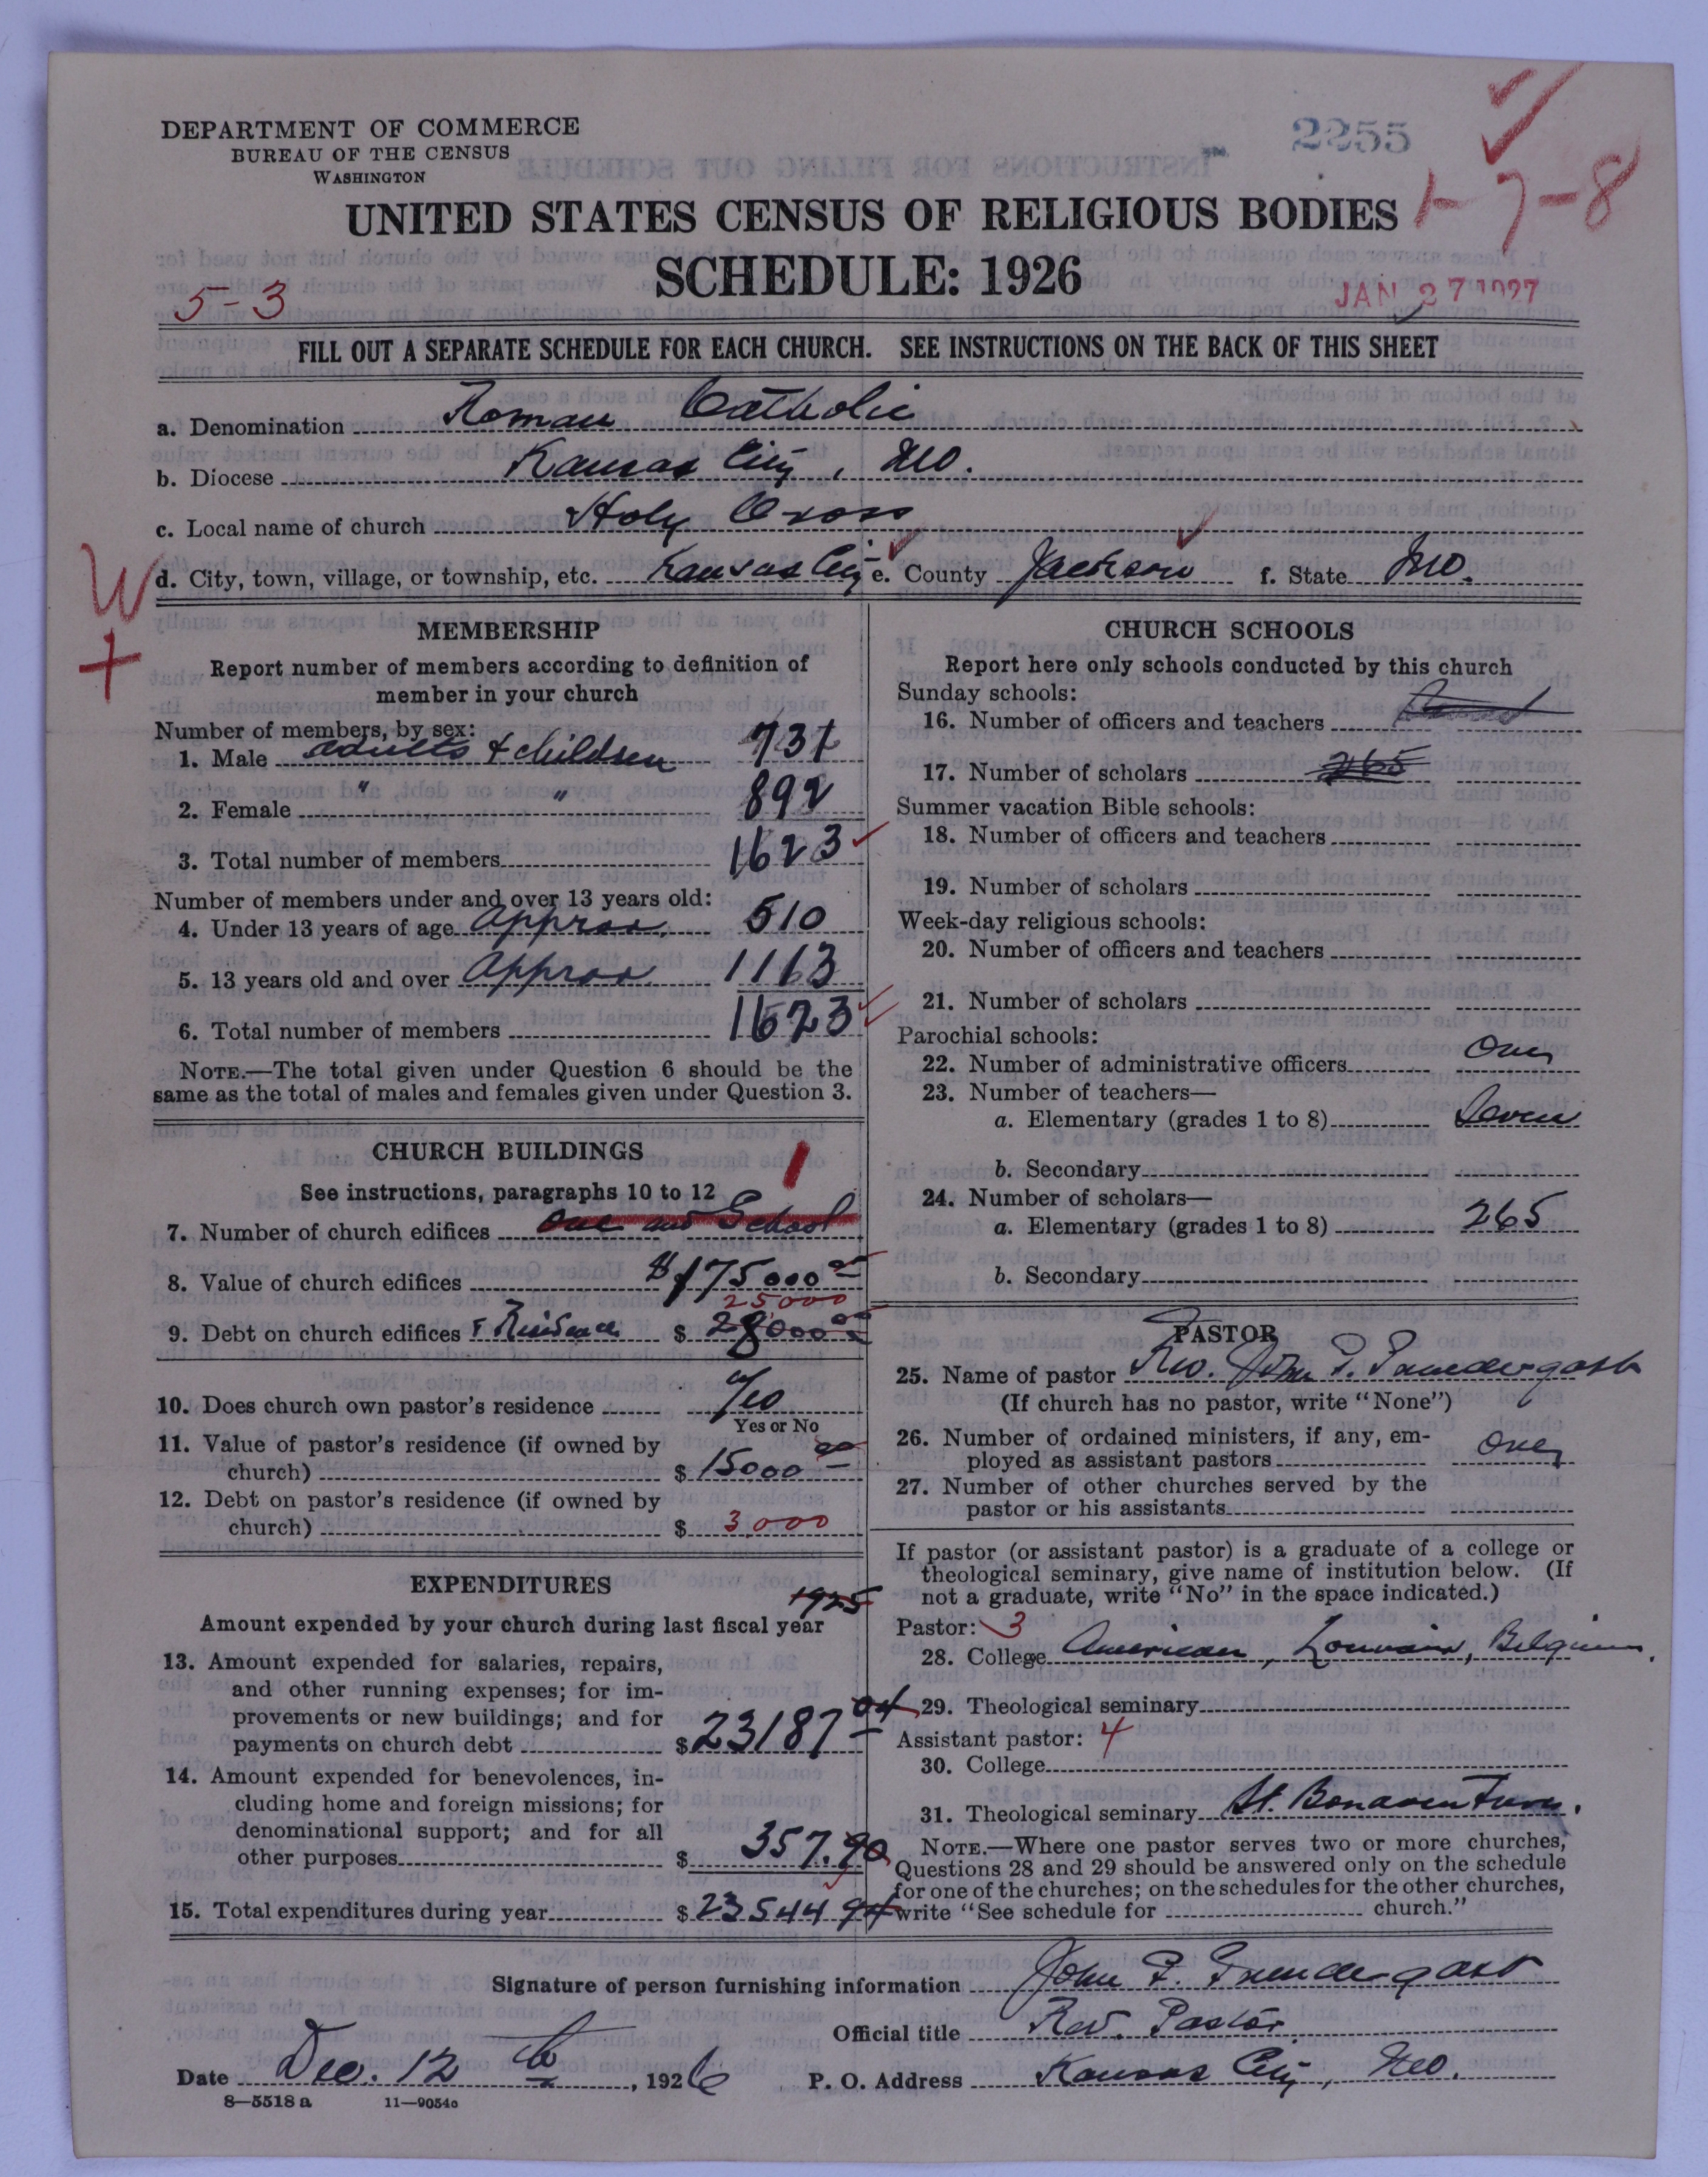 DEPARTMENT OF COMMERCE
BUREAU OF THE CENSUS
WASHINGTON
2255
UNITED STATES CENSUS OF RELIGIOUS BODIES
1-7-8
SCHEDULE: 1926
5-3
JAN 27 1927
FILL OUT A SEPARATE SCHEDULE FOR EACH CHURCH. SEE INSTRUCTIONS ON THE BACK OF THIS SHEET
a. Denomination Roman Catholic
b. Diocese Kansas City, Mo.
c. Local name of church Holy Cross
d. City, town, village, or township, etc. Kansas City e. County Jackson f. State Mo.
W
+
MEMBERSHIP
Report number of members according to definition of
member in your church
Number of members, by sex:
1. Male adults & children 731
2. Female " " 892
3. Total number of members 1623
Number of members under and over 13 years old:
4. Under 13 years of age approx. 510
5. 13 years old and over approx. 1113
6. Total number of members 1623
NOTE.—The total given under Question 6 should be the
same as the total of males and females given under Question 3.
CHURCH BUILDINGS
1
See instructions, paragraphs 10 to 12
7. Number of church edifices one and School
8. Value of church edifices $175000 00
25000
9. Debt on church edifices & Residence $ 28000 00
10. Does church own pastor's residence Yes
Yes or No
11. Value of pastor's residence (if owned by
church) $ 15000 00
12. Debt on pastor's residence (if owned by
church) $ 3000
EXPENDITURES
1925
Amount expended by your church during last fiscal year
13. Amount expended for salaries, repairs,
and other running expenses; for im-
provements or new buildings; and for
payments on church debt $23187 04
14. Amount expended for benevolences, in-
cluding home and foreign missions; for
denominational support; and for all
other purposes $ 357.90
15. Total expenditures during year $23544 94
CHURCH SCHOOLS
Report here only schools conducted by this church
Sunday schools:
16. Number of officers and teachers
17. Number of scholars 265
Summer vacation Bible schools:
18. Number of officers and teachers
19. Number of scholars
Week-day religious schools:
20. Number of officers and teachers
21. Number of scholars
Parochial schools:
22. Number of administrative officers One
23. Number of teachers—
a. Elementary (grades 1 to 8) Seven
b. Secondary
24. Number of scholars—
a. Elementary (grades 1 to 8) 265
b. Secondary
PASTOR
25. Name of pastor Rev. John P. Prendergast
(If church has no pastor, write "None")
26. Number of ordained ministers, if any, em-
ployed as assistant pastors One
27. Number of other churches served by the
pastor or his assistants
If pastor (or assistant pastor) is a graduate of a college or
theological seminary, give name of institution below. (If
not a graduate, write "No" in the space indicated.)
Pastor: 3
28. College American, Louvain, Belgium.
29. Theological seminary
Assistant pastor: 4
30. College
31. Theological seminary St. Bonaventure.
NOTE.—Where one pastor serves two or more churches,
Questions 28 and 29 should be answered only on the schedule
for one of the churches; on the schedules for the other churches,
write "See schedule for church."
Signature of person furnishing information John P. Prendergast
Official title Rev. Pastor.
Date Dec. 12 th, 1926 P. O. Address Kansas City, Mo.
8—5518 a 11—9054c